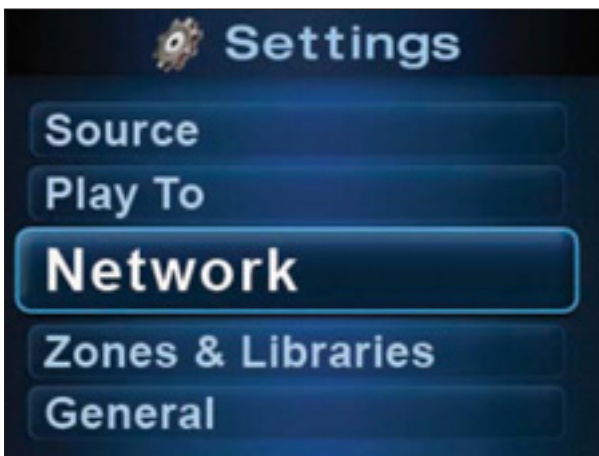 Settings
Source
Play To
Network
Zones & Libraries
General